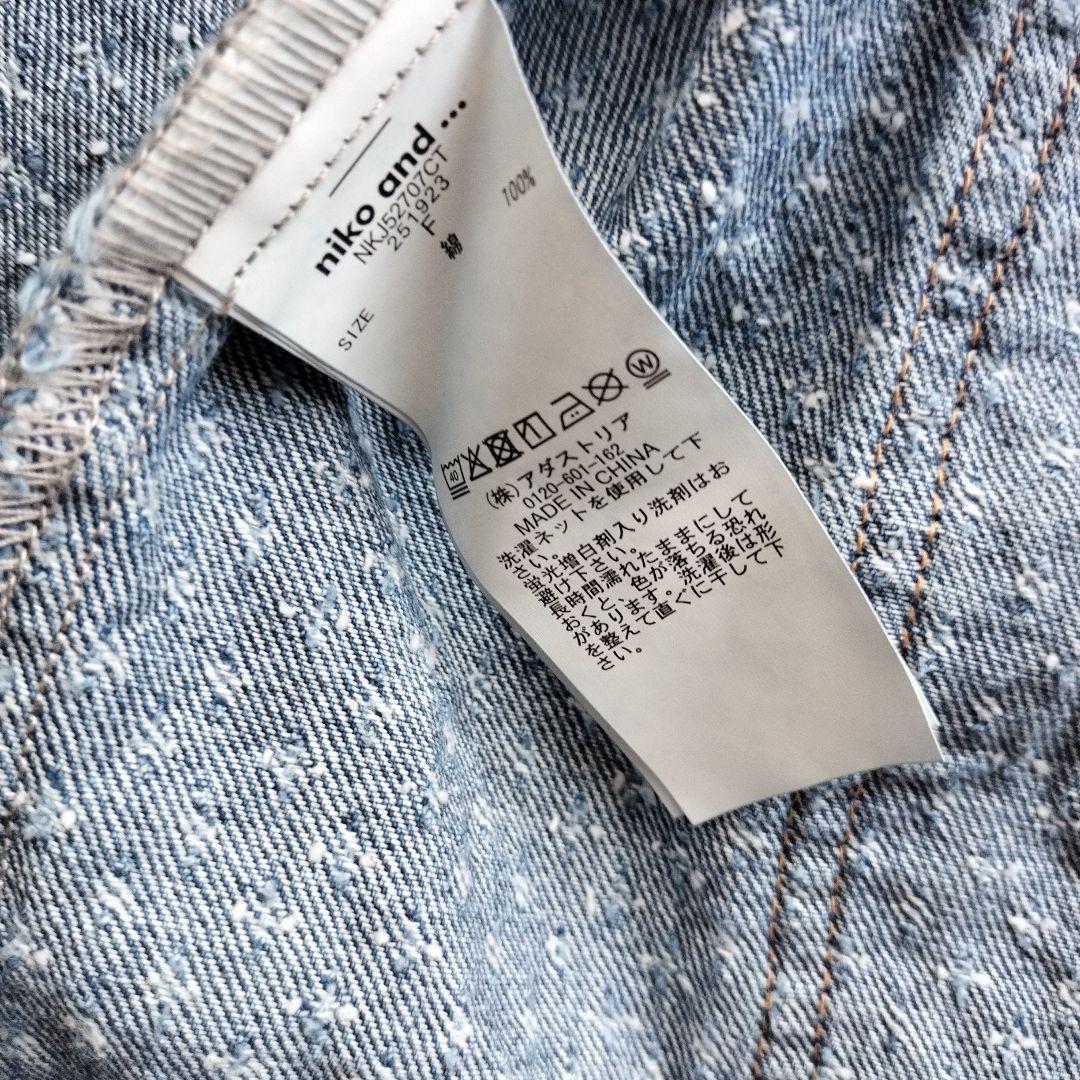 niko and ...
NKJ52707CT
251923
SIZE F
綿 100%
40
W
(株)アダストリア
0120-601-162
MADE IN CHINA
洗濯ネットを使用して下
さい。
蛍光増白剤入り洗剤はお
避け下さい。
長時間濡れたままにして
おくと、色が落ちる恐れ
があります。洗濯後は形
を整えて直ぐに干して下
さい。